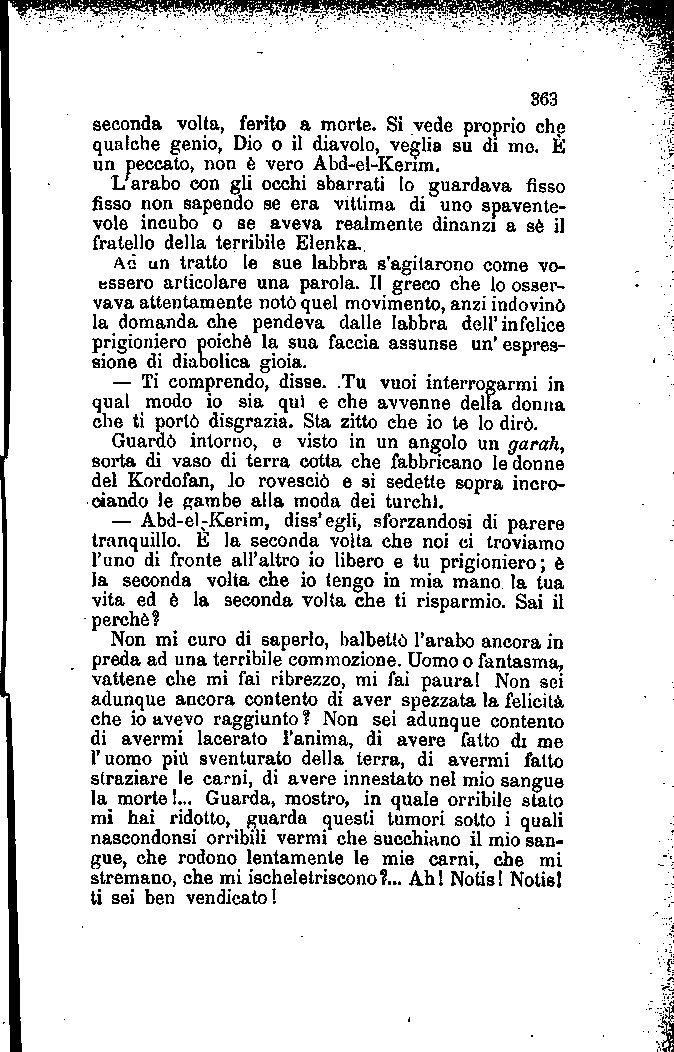 363
seconda volta, ferito a morte. Si vede proprio che
qualche genio, Dio o il diavolo, veglia su di me. È
un peccato, non è vero Abd-el-Kerim.
L'arabo con gli occhi sbarrati lo guardava fisso
fisso non sapendo se era vittima di uno spavente-
vole incubo o se aveva realmente dinanzi a sè il
fratello della terribile Elenka.
Ad un tratto le sue labbra s'agitarono come vo-
essero articolare una parola. Il greco che lo osser-
vava attentamente notò quel movimento, anzi indovinò
la domanda che pendeva dalle labbra dell'infelice
prigioniero poichè la sua faccia assunse un'espres-
sione di diabolica gioia.
— Ti comprendo, disse. Tu vuoi interrogarmi in
qual modo io sia quì e che avvenne della donna
che ti portò disgrazia. Sta zitto che io te lo dirò.
Guardò intorno, e visto in un angolo un garah,
sorta di vaso di terra cotta che fabbricano le donne
del Kordofan, lo rovesciò e si sedette sopra incro-
ciando le gambe alla moda dei turchi.
— Abd-el-Kerim, diss'egli, sforzandosi di parere
tranquillo. È la seconda volta che noi ci troviamo
l'uno di fronte all'altro io libero e tu prigioniero; è
la seconda volta che io tengo in mia mano la tua
vita ed è la seconda volta che ti risparmio. Sai il
perchè?
Non mi curo di saperlo, balbettò l'arabo ancora in
preda ad una terribile commozione. Uomo o fantasma,
vattene che mi fai ribrezzo, mi fai paura! Non sei
adunque ancora contento di aver spezzata la felicità
che io avevo raggiunto? Non sei adunque contento
di avermi lacerato l'anima, di avere fatto di me
l'uomo più sventurato della terra, di avermi fatto
straziare le carni, di avere innestato nel mio sangue
la morte!... Guarda, mostro, in quale orribile stato
mi hai ridotto, guarda questi tumori sotto i quali
nascondonsi orribili vermi che succhiano il mio san-
gue, che rodono lentamente le mie carni, che mi
stremano, che mi ischeletriscono?... Ah! Notis! Notis!
ti sei ben vendicato!